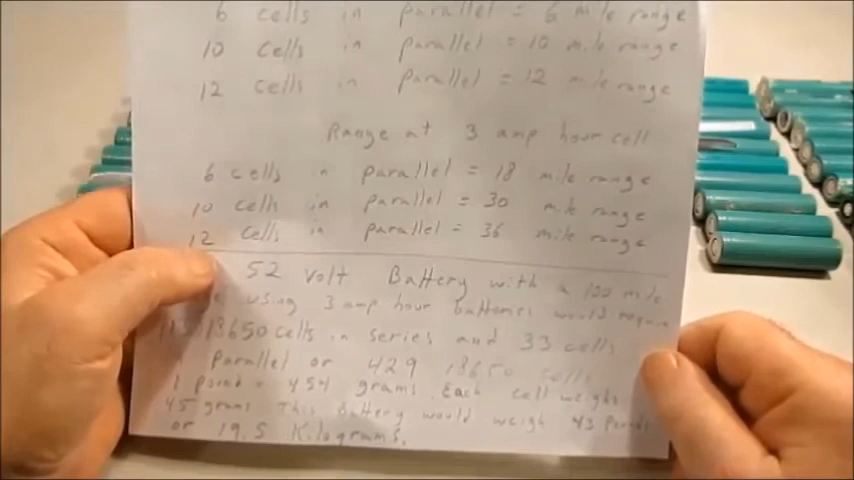 6 cells in parallel = 6 mile range
10 cells in parallel = 10 mile range
12 cells in parallel = 12 mile range
Range at 3 amp hour cell
6 cells in parallel = 18 mile range
10 cells in parallel = 30 mile range
12 cells in parallel = 36 mile range
52 Volt Battery with a 100 mile
using 3 amp hour batteries would require
13 18650 cells in series and 33 cells
parallel or 429 18650 cells
1 pound = 454 grams. Each cell weighs
45 grams This Battery would weigh 43 Pounds
or 19.5 Kilograms.